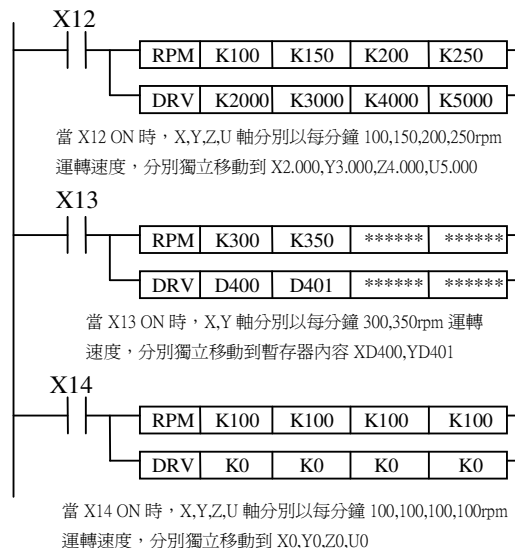 X12
RPM K100 K150 K200 K250
DRV K2000 K3000 K4000 K5000
當 X12 ON 時，X,Y,Z,U 軸分別以每分鐘 100,150,200,250rpm
運轉速度，分別獨立移動到 X2.000,Y3.000,Z4.000,U5.000
X13
RPM K300 K350 ****** ******
DRV D400 D401 ****** ******
當 X13 ON 時，X,Y 軸分別以每分鐘 300,350rpm 運轉
速度，分別獨立移動到暫存器內容 XD400,YD401
X14
RPM K100 K100 K100 K100
DRV K0 K0 K0 K0
當 X14 ON 時，X,Y,Z,U 軸分別以每分鐘 100,100,100,100rpm
運轉速度，分別獨立移動到 X0,Y0,Z0,U0